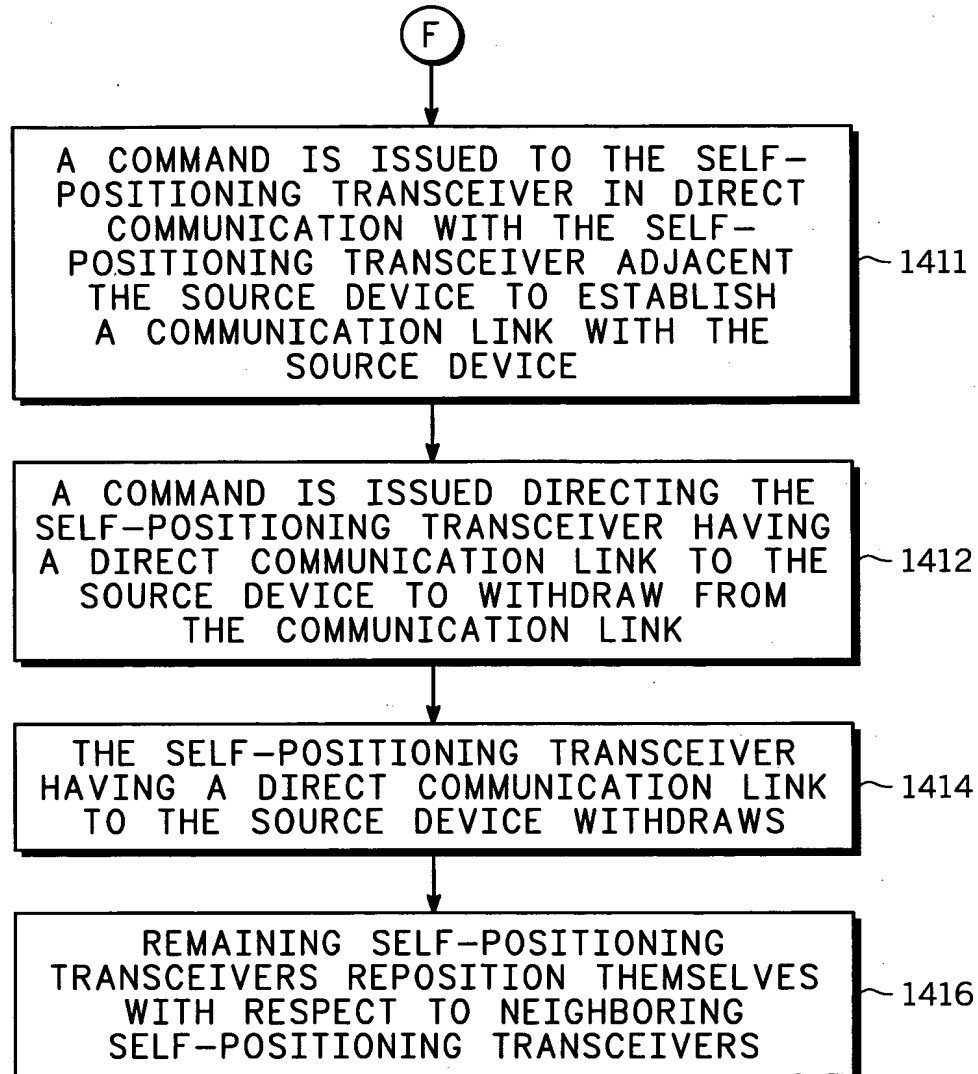 F
A COMMAND IS ISSUED TO THE SELF-
POSITIONING TRANSCEIVER IN DIRECT
COMMUNICATION WITH THE SELF-
POSITIONING TRANSCEIVER ADJACENT
THE SOURCE DEVICE TO ESTABLISH
A COMMUNICATION LINK WITH THE
SOURCE DEVICE
1411
A COMMAND IS ISSUED DIRECTING THE
SELF-POSITIONING TRANSCEIVER HAVING
A DIRECT COMMUNICATION LINK TO THE
SOURCE DEVICE TO WITHDRAW FROM
THE COMMUNICATION LINK
1412
THE SELF-POSITIONING TRANSCEIVER
HAVING A DIRECT COMMUNICATION LINK
TO THE SOURCE DEVICE WITHDRAWS
1414
REMAINING SELF-POSITIONING
TRANSCEIVERS REPOSITION THEMSELVES
WITH RESPECT TO NEIGHBORING
SELF-POSITIONING TRANSCEIVERS
1416